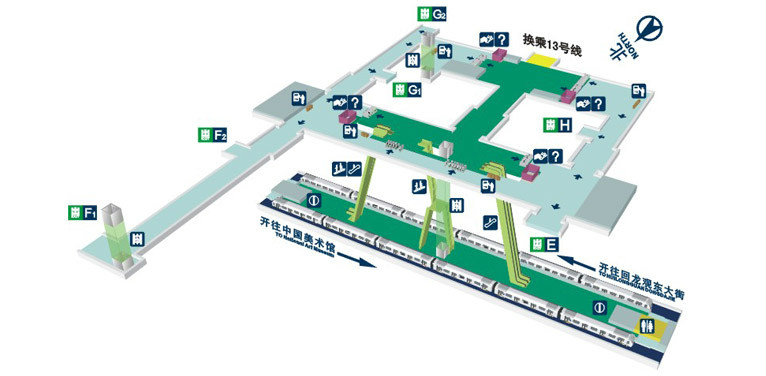 G2
换乘13号线
北
NORTH
?
?
G1
?
H
F2
?
F1
E
开往中国美术馆
TO National Art Museum
开往回龙观东大街
TO HUILONGGUAN DONGDAJIE